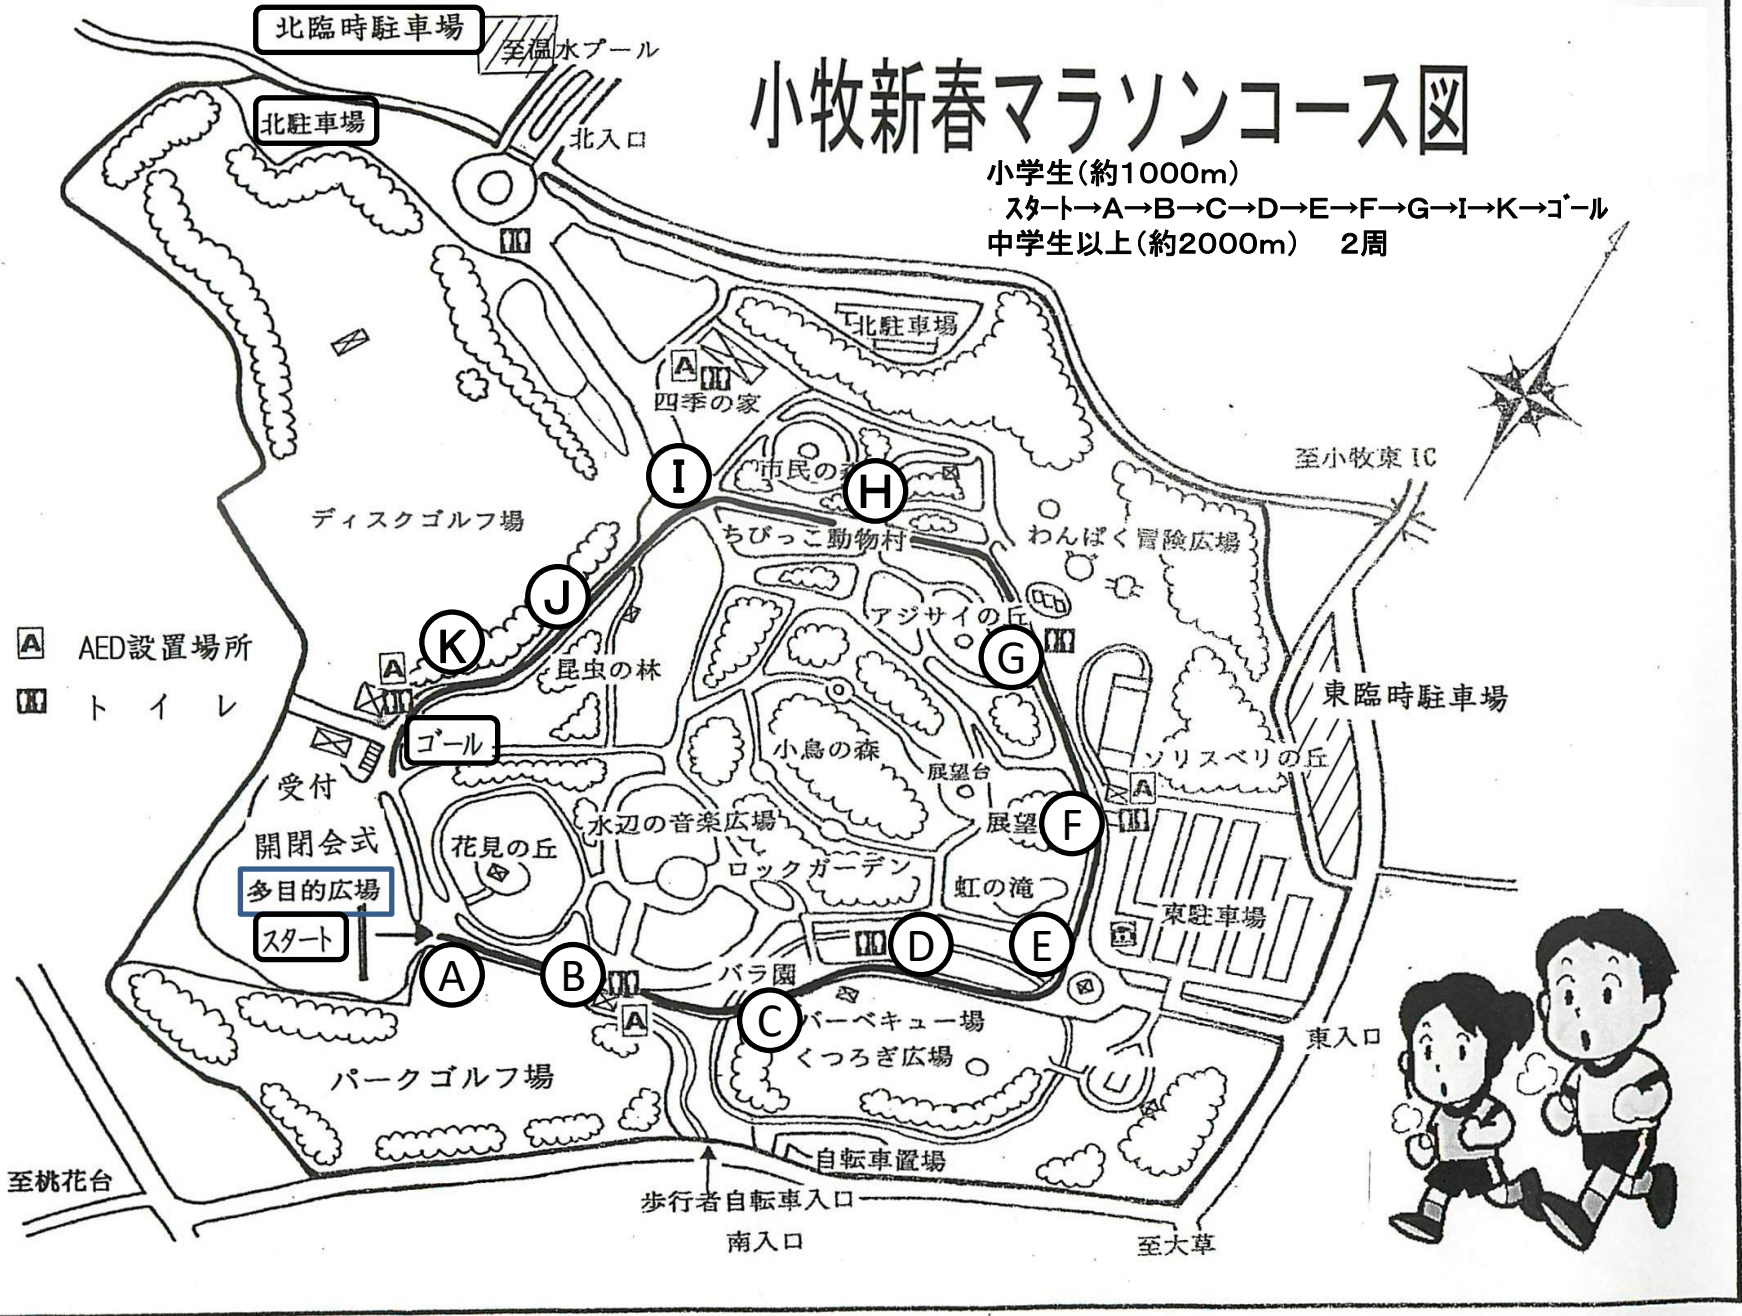 北臨時駐車場
至温水プール
小牧新春マラソンコース図
北駐車場
北入口
小学生(約1000m)
スタート→A→B→C→D→E→F→G→I→K→ゴール
中学生以上(約2000m) 2周
北駐車場
A
四季の家
至小牧東IC
I
市民の森
H
ディスクゴルフ場
ちびっこ動物村
わんぱく冒険広場
J
アジサイの丘
A AED設置場所
K
A
昆虫の林
G
トイレ
東臨時駐車場
ゴール
小鳥の森
ソリスベリの丘
受付
展望台
A
開閉会式
花見の丘
水辺の音楽広場
展望
F
多目的広場
ロックガーデン
虹の滝
スタート
東駐車場
D
E
A
B
バラ園
C
A
バーベキュー場
東入口
くつろぎ広場
パークゴルフ場
自転車置場
至桃花台
歩行者自転車入口
南入口
至大草